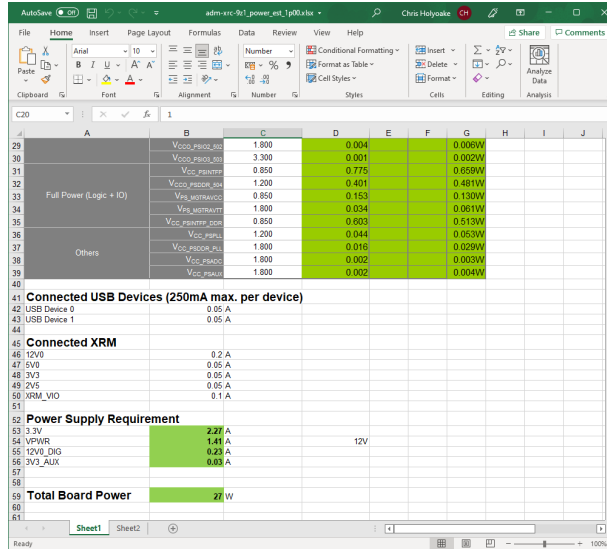 AutoSave Off adm-xrc-9z1_power_est_1p00.xlsx Chris Holyoake CH
File Home Insert Page Layout Formulas Data Review View Help Share Comments
Paste Arial 10 A^ Aˇ ab Number Conditional Formatting Insert Σ Analyze Data
B I U A Format as Table Delete
Cell Styles Format
Clipboard Font Alignment Number Styles Cells Editing Analysis
C20 fx 1
A B C D E F G H I J
29 VCCO_PSIO2_502 1.800 0.004 0.006W
30 VCCO_PSIO3_503 3.300 0.001 0.002W
31 VCC_PSINTFP 0.850 0.775 0.659W
32 VCCO_PSDDR_504 1.200 0.401 0.481W
33 Full Power (Logic + IO) VPS_MGTRAVCC 0.850 0.153 0.130W
34 VPS_MGTRAVTT 1.800 0.034 0.061W
35 VCC_PSINTFP_DDR 0.850 0.603 0.513W
36 VCC_PSPLL 1.200 0.044 0.053W
37 Others VCC_PSDDR_PLL 1.800 0.016 0.029W
38 VCC_PSADC 1.800 0.002 0.003W
39 VCC_PSAUX 1.800 0.002 0.004W
40
41 Connected USB Devices (250mA max. per device)
42 USB Device 0 0.05 A
43 USB Device 1 0.05 A
44
45 Connected XRM
46 12V0 0.2 A
47 5V0 0.05 A
48 3V3 0.05 A
49 2V5 0.05 A
50 XRM_VIO 0.1 A
51
52 Power Supply Requirement
53 3.3V 2.27 A
54 VPWR 1.41 A 12V
55 12V0_DIG 0.23 A
56 3V3_AUX 0.03 A
57
58
59 Total Board Power 27 W
60
61
Sheet1 Sheet2
Ready 100%